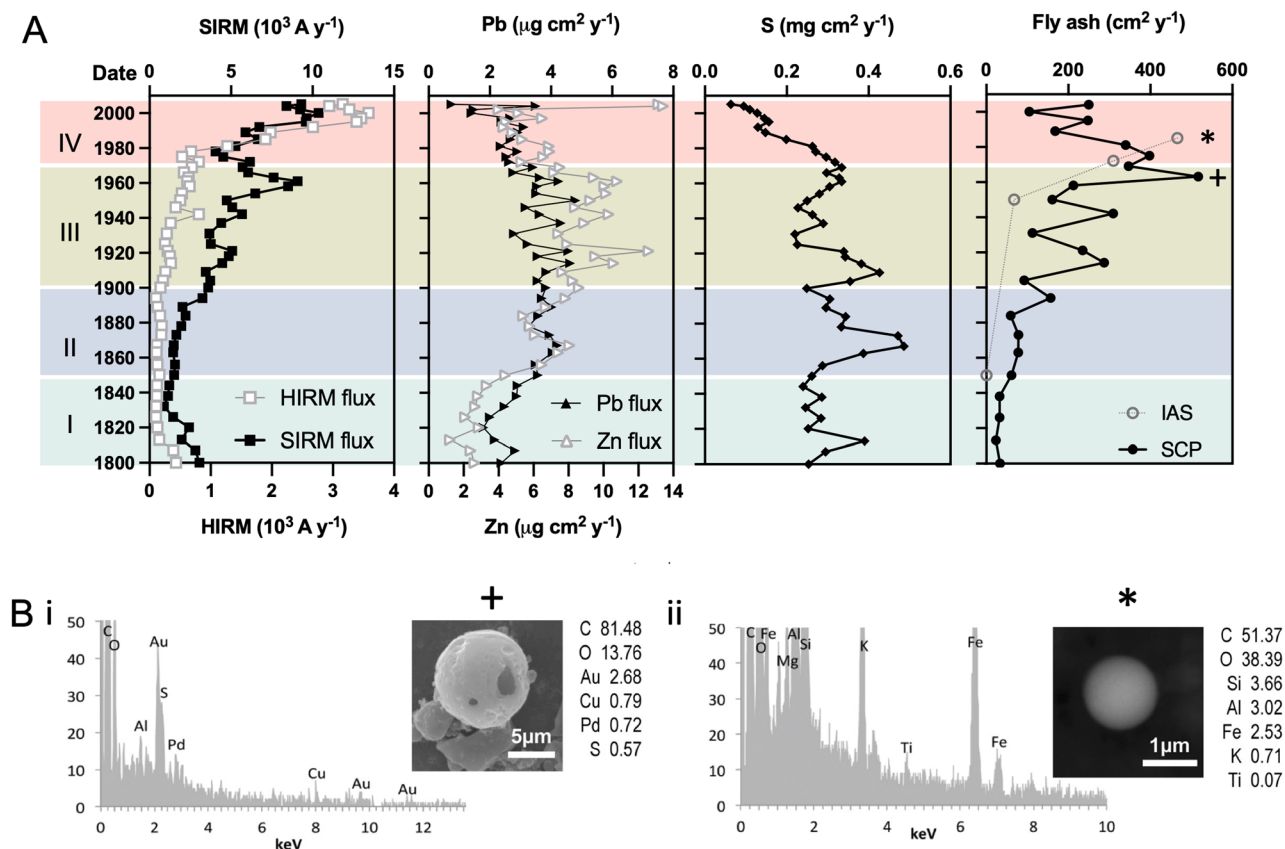 A
SIRM (10³ A y⁻¹)
Pb (µg cm² y⁻¹)
S (mg cm² y⁻¹)
Fly ash (cm² y⁻¹)
Date
0 5 10 15
0 2 4 6 8
0.0 0.2 0.4 0.6
0 200 400 600
2000
IV
1980
*
+
1960
III
1940
1920
1900
1880
II
1860
1840
I
1820
1800
HIRM flux
SIRM flux
Pb flux
Zn flux
IAS
SCP
0 1 2 3 4
0 2 4 6 8 10 12 14
HIRM (10³ A y⁻¹)
Zn (µg cm² y⁻¹)
B i
+
50
40
30
20
10
0
C
O
Au
S
Al
Pd
Cu
Au
Au
0 2 4 6 8 10 12
keV
5µm
C 81.48
O 13.76
Au 2.68
Cu 0.79
Pd 0.72
S 0.57
ii
*
50
40
30
20
10
0
C
O
Fe
Mg
Al
Si
K
Ti
Fe
Fe
0 2 4 6 8 10
keV
1µm
C 51.37
O 38.39
Si 3.66
Al 3.02
Fe 2.53
K 0.71
Ti 0.07